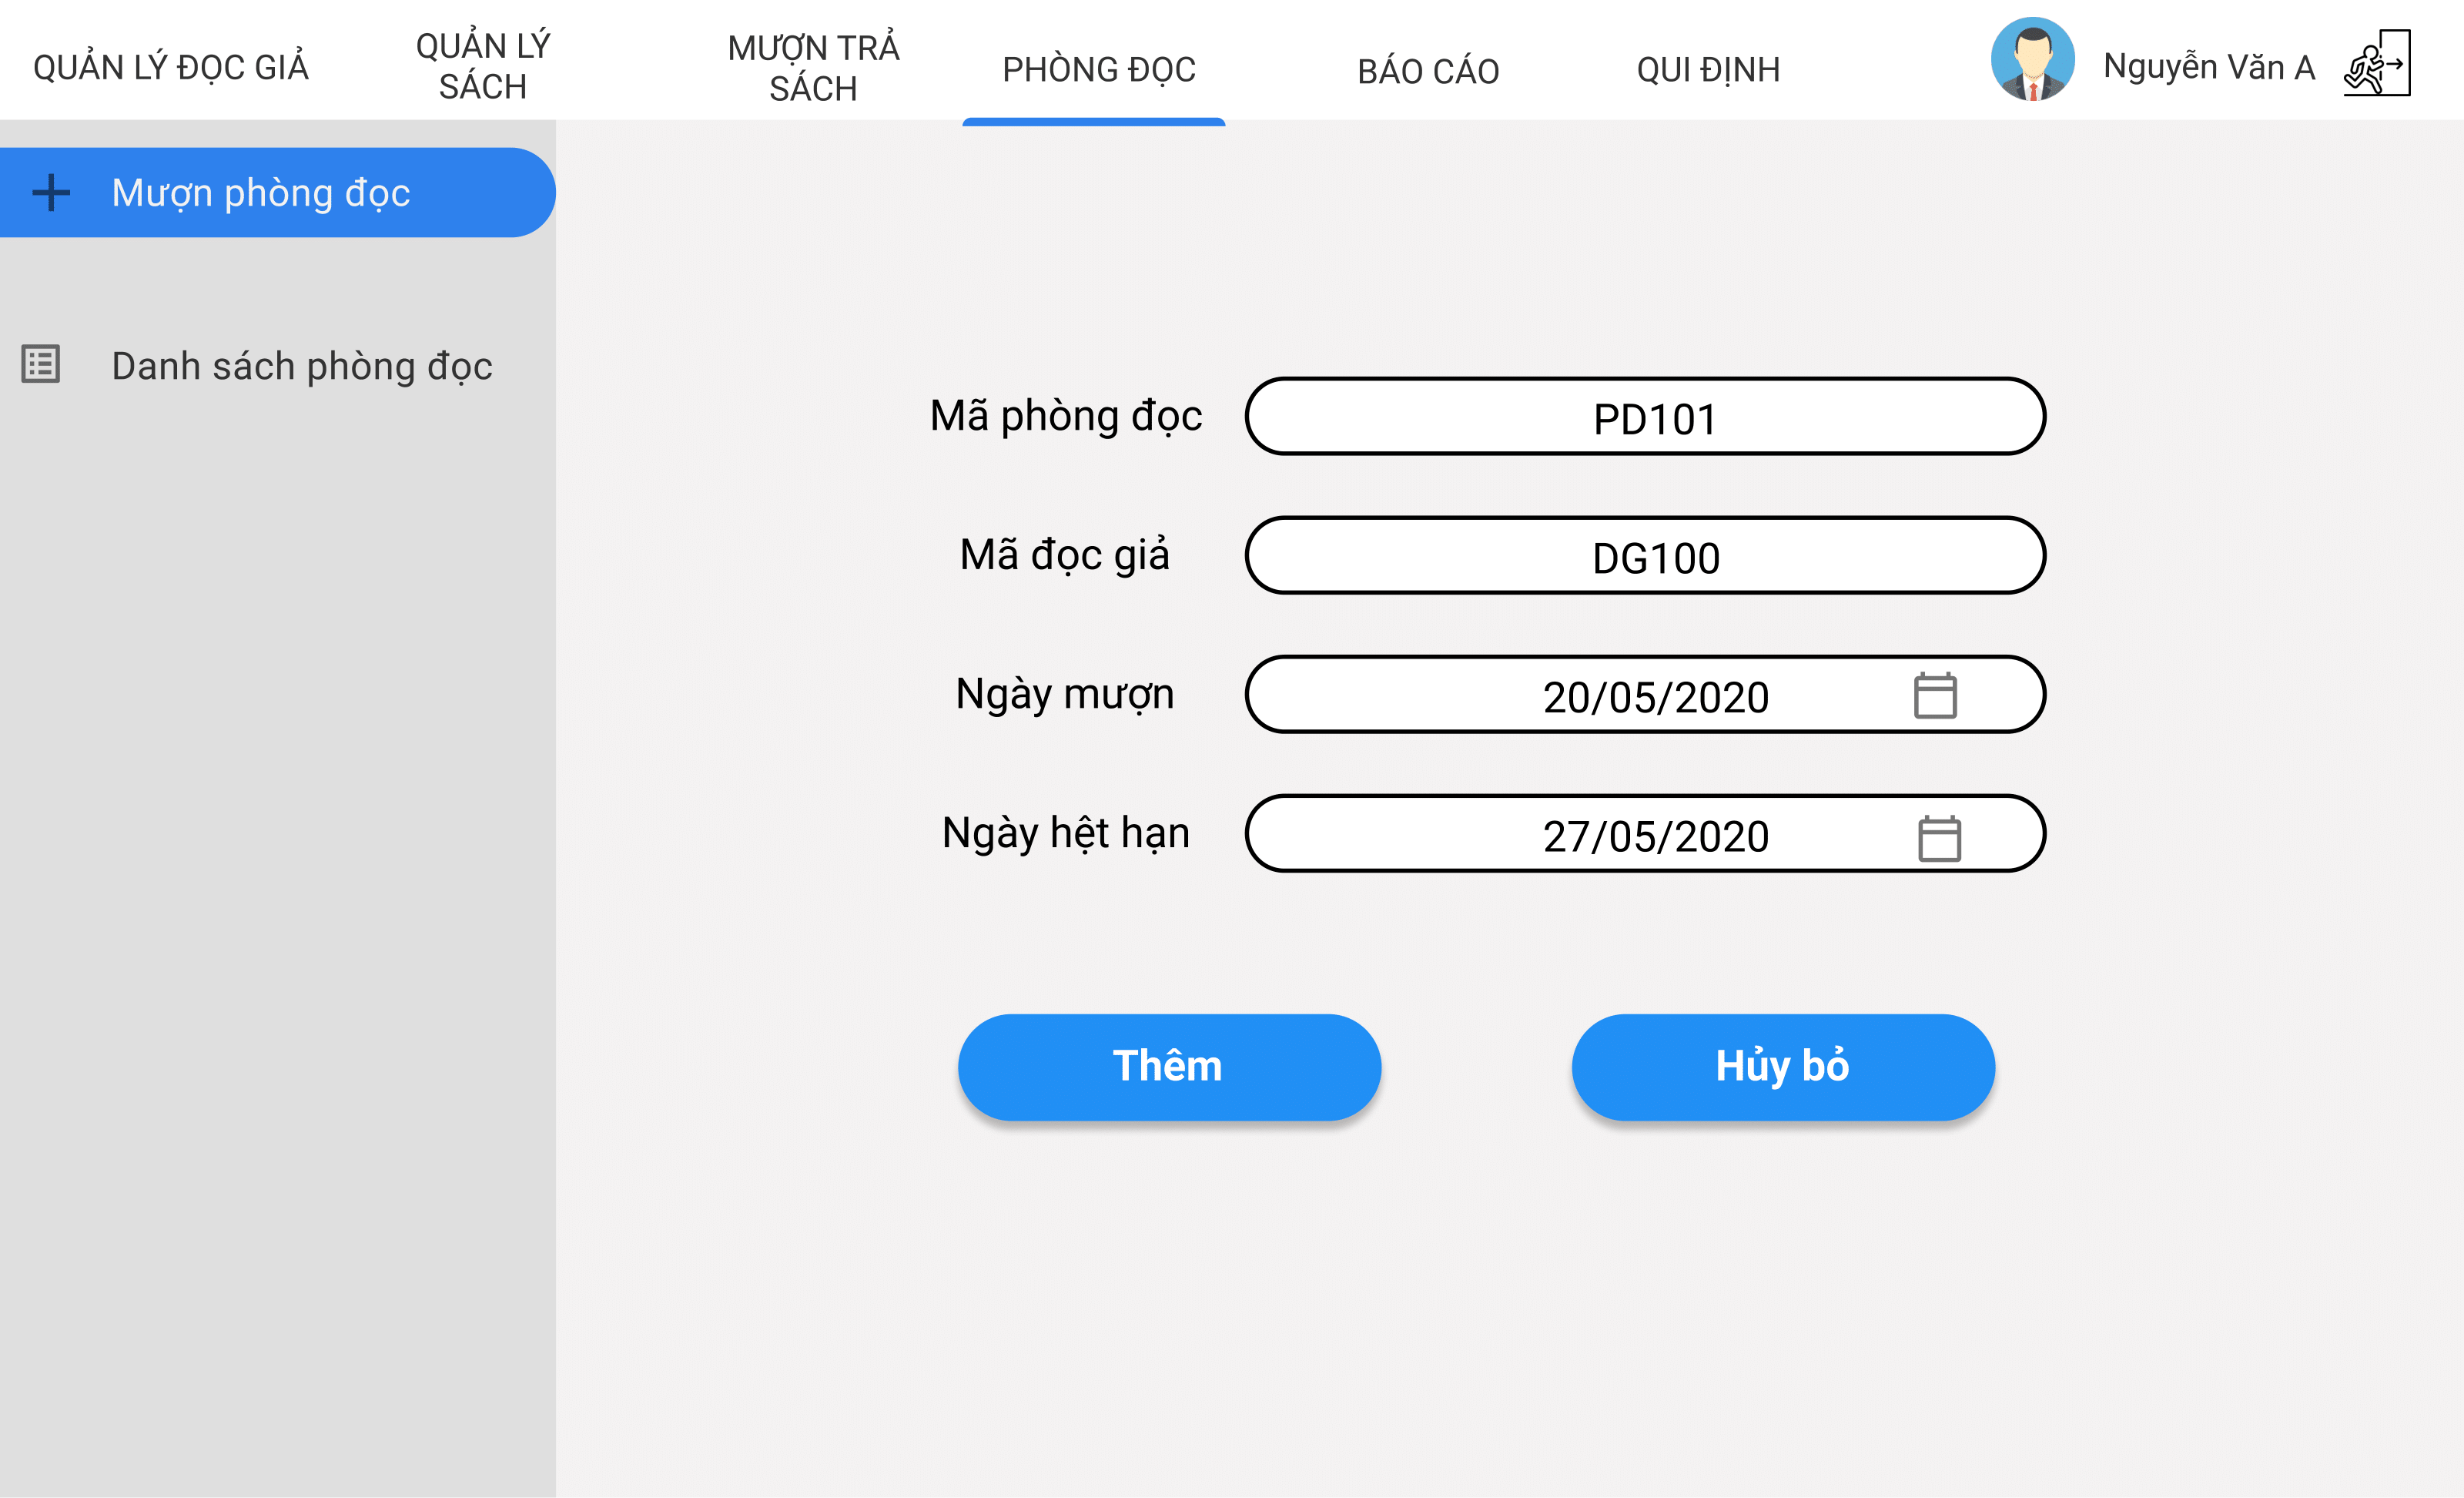 QUẢN LÝ ĐỌC GIẢ
QUẢN LÝ
SÁCH
MƯỢN TRẢ
SÁCH
PHÒNG ĐỌC
BÁO CÁO
QUI ĐỊNH
Nguyễn Văn A
Mượn phòng đọc
Danh sách phòng đọc
Mã phòng đọc
PD101
Mã đọc giả
DG100
Ngày mượn
20/05/2020
Ngày hệt hạn
27/05/2020
Thêm
Hủy bỏ